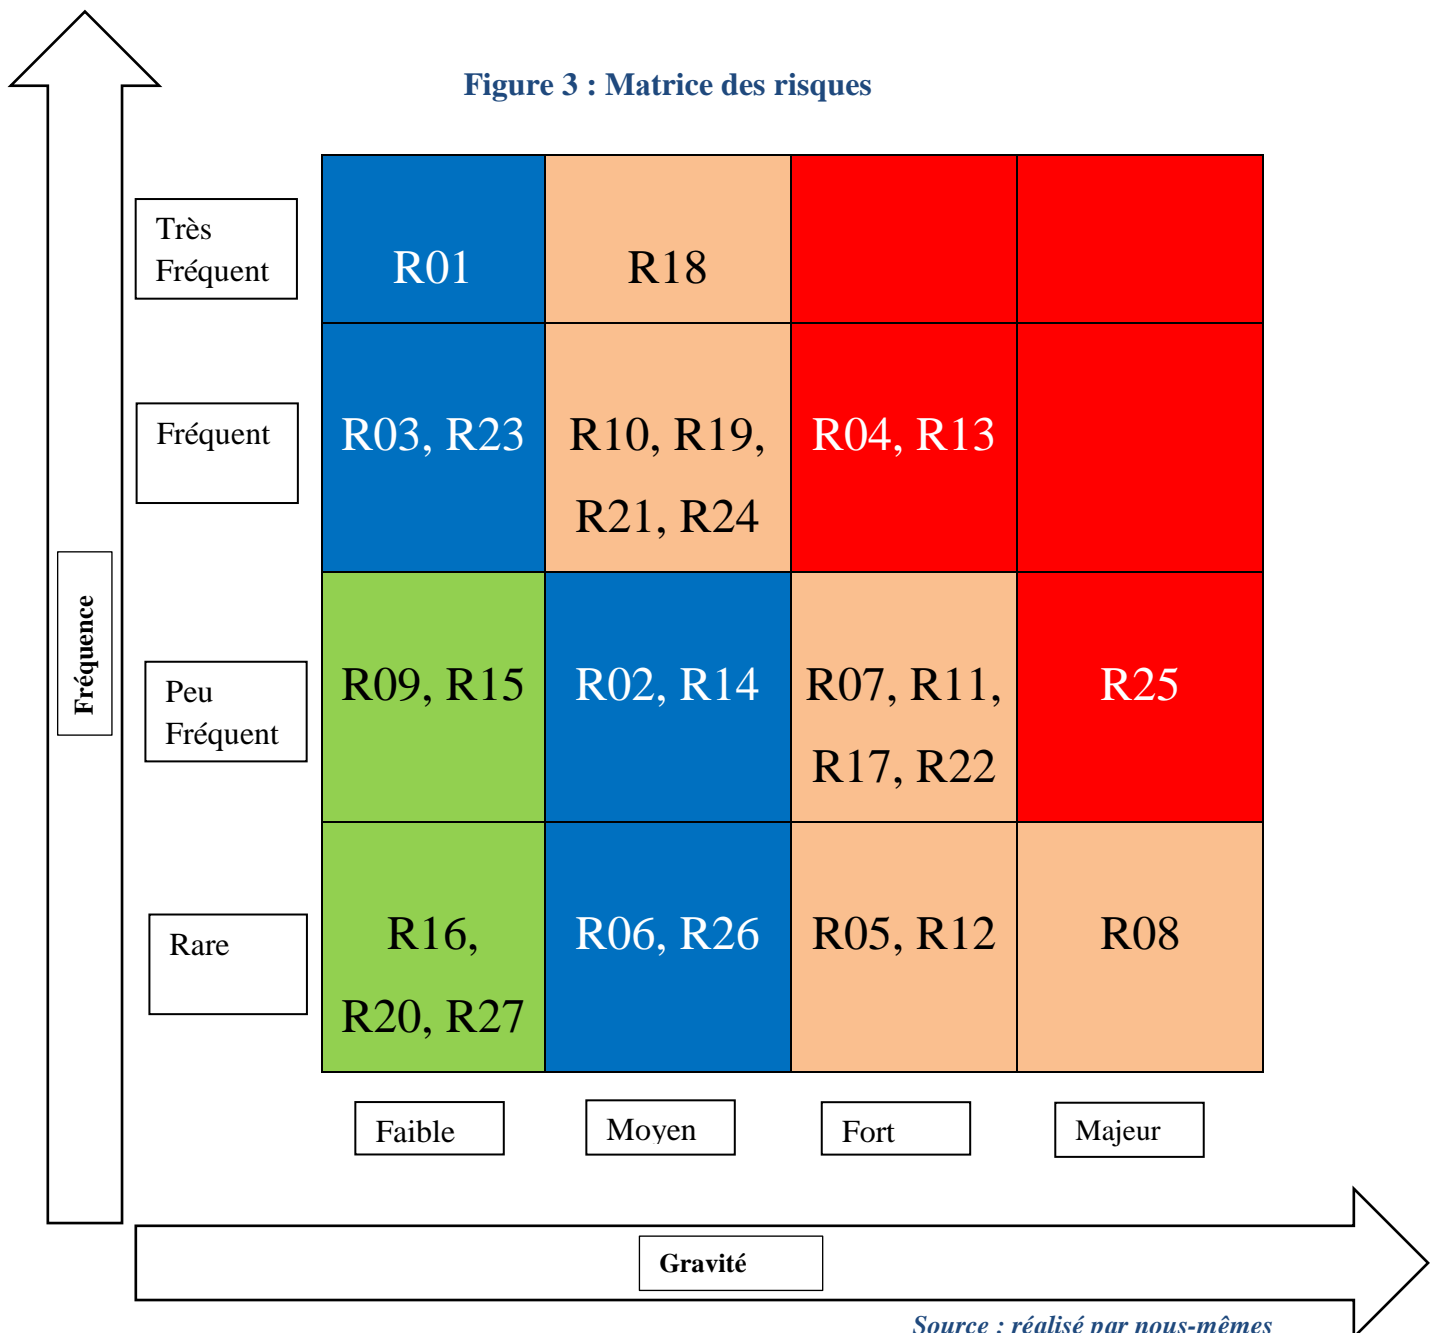 Figure 3 : Matrice des risques
Très
Fréquent
R01
R18
Fréquent
R03, R23
R10, R19,
R21, R24
R04, R13
Fréquence
Peu
Fréquent
R09, R15
R02, R14
R07, R11,
R17, R22
R25
Rare
R16,
R20, R27
R06, R26
R05, R12
R08
Faible
Moyen
Fort
Majeur
Gravité
Source : réalisé par nous-mêmes